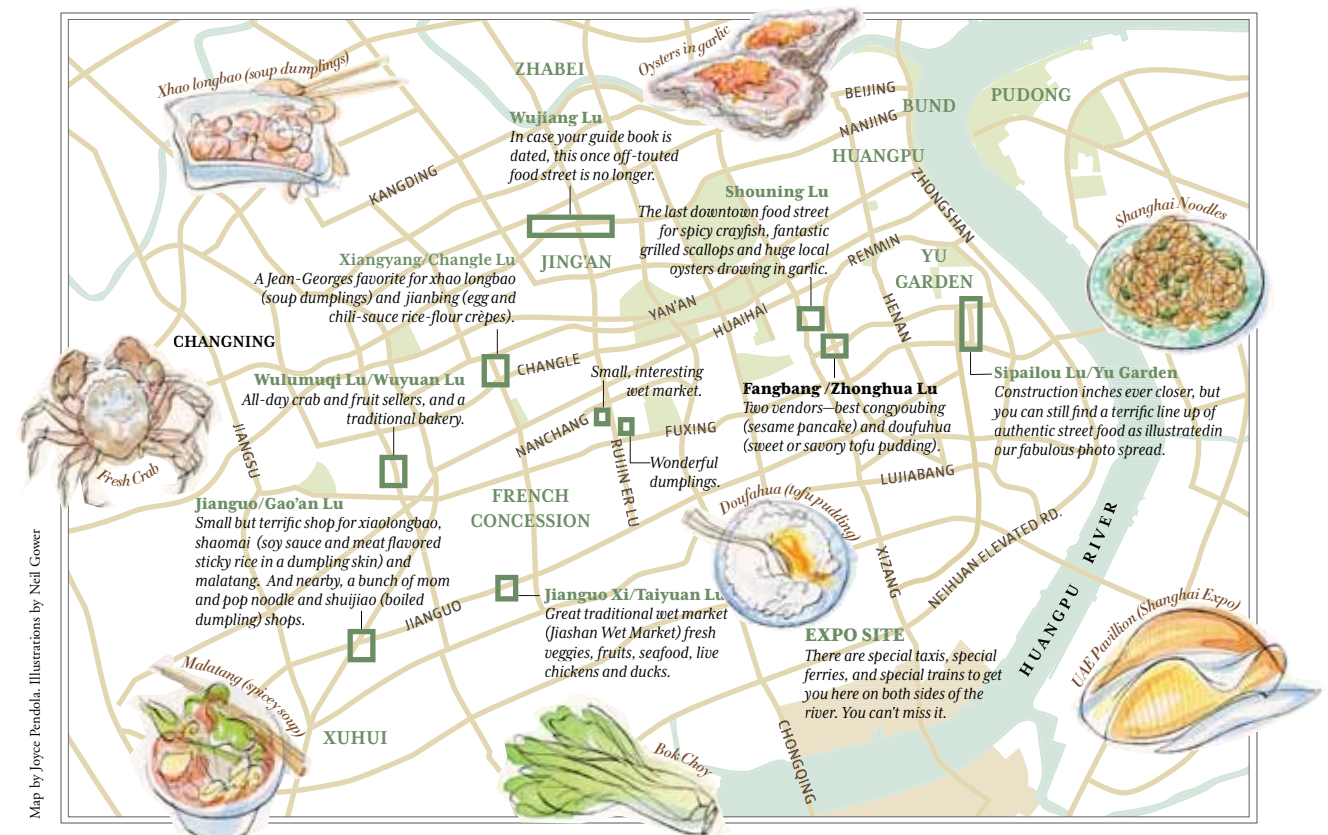 Xhao longbao (soup dumplings)
Oysters in garlic
ZHABEI
BEIJING
BUND
PUDONG
NANJING
HUANGPU
ZHONGSHAN
Wujiang Lu
In case your guide book is
dated, this once off-touted
food street is no longer.
KANGDING
Shouning Lu
The last downtown food street
for spicy crayfish, fantastic
grilled scallops and huge local
oysters drowing in garlic.
Shanghai Noodles
RENMIN
YU
GARDEN
Xiangyang/Changle Lu
A Jean-Georges favorite for xhao longbao
(soup dumplings) and jianbing (egg and
chili-sauce rice-flour crèpes).
JING'AN
YAN'AN
HUAIHAI
HENAN
CHANGNING
CHANGLE
Wulumuqi Lu/Wuyuan Lu
All-day crab and fruit sellers, and a
traditional bakery.
Small, interesting
wet market.
Fangbang /Zhonghua Lu
Two vendors—best congyoubing
(sesame pancake) and doufuhua
(sweet or savory tofu pudding).
Sipailou Lu/Yu Garden
Construction inches ever closer, but
you can still find a terrific line up of
authentic street food as illustratedin
our fabulous photo spread.
Fresh Crab
JIANGSU
NANCHANG
RUIJIN ER LU
FUXING
Wonderful
dumplings.
LUJIABANG
FRENCH
CONCESSION
Doufahua (tofu pudding)
Jianguo/Gao'an Lu
Small but terrific shop for xiaolongbao,
shaomai (soy sauce and meat flavored
sticky rice in a dumpling skin) and
malatang. And nearby, a bunch of mom
and pop noodle and shuijiao (boiled
dumpling) shops.
XIZANG
NEIHUAN ELEVATED RD.
HUANGPU RIVER
JIANGUO
Jianguo Xi/Taiyuan Lu
Great traditional wet market
(Jiashan Wet Market) fresh
veggies, fruits, seafood, live
chickens and ducks.
EXPO SITE
There are special taxis, special
ferries, and special trains to get
you here on both sides of the
river. You can't miss it.
UAE Pavillion (Shanghai Expo)
Malatang (spicey soup)
XUHUI
Bok Choy
CHONGQING
Map by Joyce Pendola. Illustrations by Neil Gower